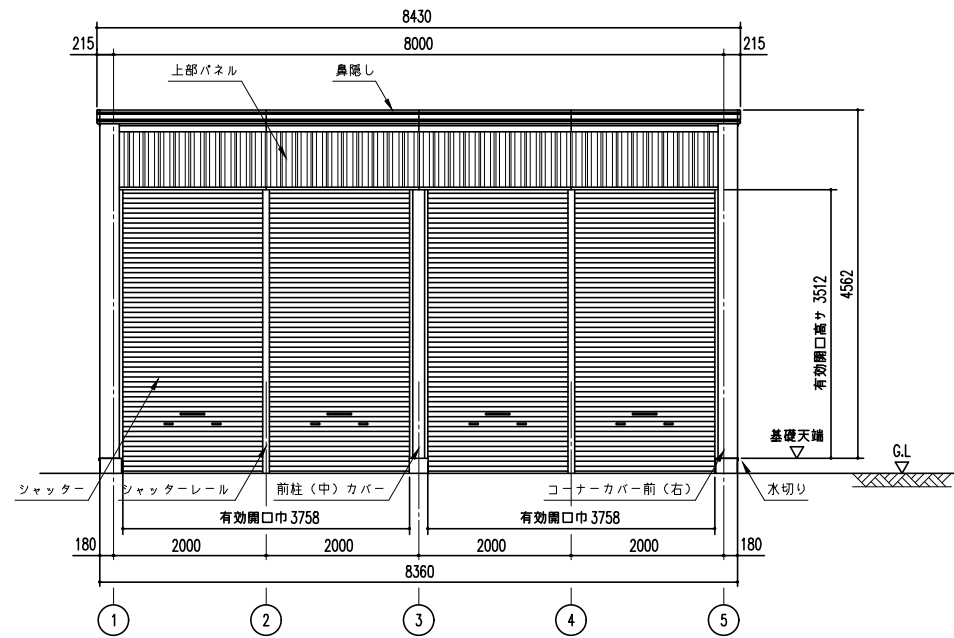 8430
215
8000
215
上部パネル
鼻隠し
有効開口高サ 3512
4562
基礎天端
G.L
シャッター
シャッターレール
前柱（中）カバー
コーナーカバー前（右）
水切り
有効開口巾 3758
有効開口巾 3758
180
2000
2000
2000
2000
180
8360
1
2
3
4
5